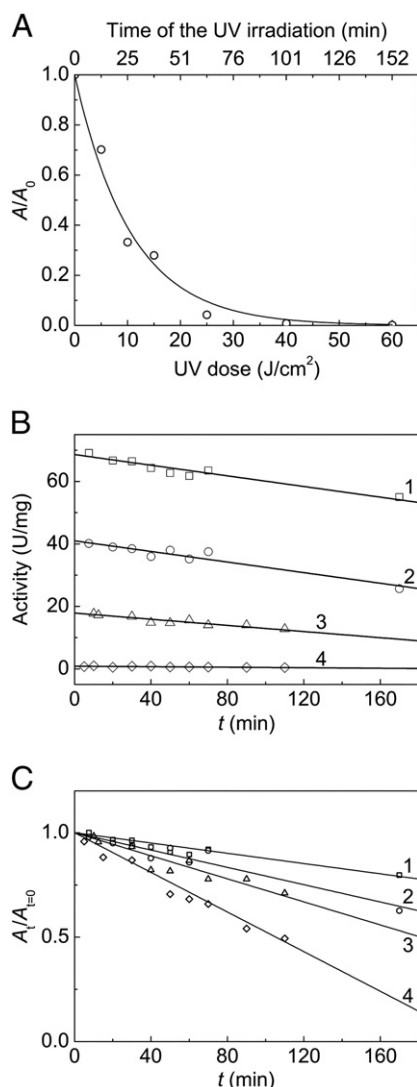 A
Time of the UV irradiation (min)
0 25 51 76 101 126 152
1.0
0.8
0.6
0.4
0.2
0.0
A/A0
0 10 20 30 40 50 60
UV dose (J/cm2)
B
60
40
20
0
Activity (U/mg)
1
2
3
4
0 40 80 120 160
t (min)
C
1.0
0.5
0.0
At/At=0
1
2
3
4
0 40 80 120 160
t (min)